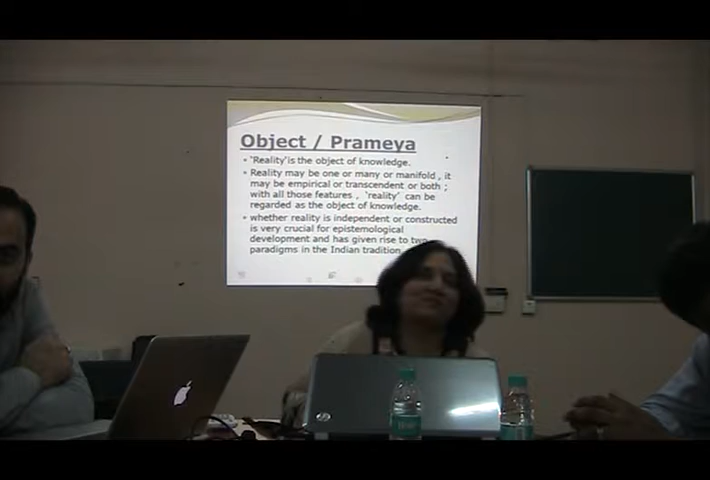 Object / Prameya
• 'Reality'is the object of knowledge.
• Reality may be one or many or manifold , it
may be empirical or transcendent or both ;
with all those features , 'reality' can be
regarded as the object of knowledge.
• whether reality is independent or constructed
is very crucial for epistemological
development and has given rise to two
paradigms in the Indian tradition
hp